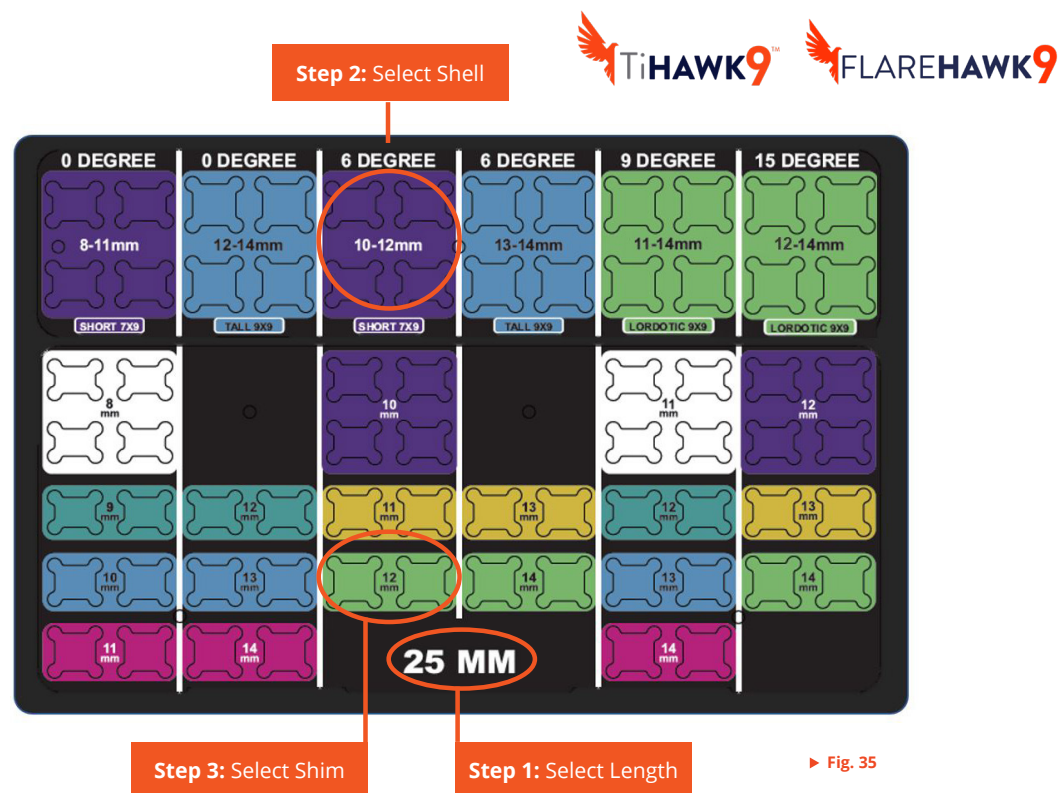 TiHAWK9™
FLAREHAWK9
Step 2: Select Shell
0 DEGREE 0 DEGREE 6 DEGREE 6 DEGREE 9 DEGREE 15 DEGREE
8-11mm 12-14mm 10-12mm 13-14mm 11-14mm 12-14mm
SHORT 7X9 TALL 9X9 SHORT 7X9 TALL 9X9 LORDOTIC 9X9 LORDOTIC 9X9
8 10 11 12
mm mm mm mm
9 12 11 13 12 13
mm mm mm mm mm mm
10 13 12 14 13 14
mm mm mm mm mm mm
11 14 14
mm mm mm
25 MM
Step 3: Select Shim
Step 1: Select Length
► Fig. 35